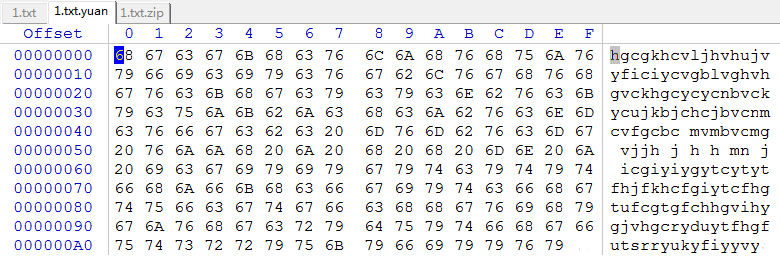 1.txt 1.txt.yuan 1.txt.zip
Offset 0 1 2 3 4 5 6 7 8 9 A B C D E F
00000000 68 67 63 67 6B 68 63 76 6C 6A 68 76 68 75 6A 76 hgcgkhcvljhvhujv
00000010 79 66 69 63 69 79 63 76 67 62 6C 76 67 68 76 68 yficiycvgblvghvh
00000020 67 76 63 6B 68 67 63 79 63 79 63 6E 62 76 63 6B gvckhgcycycnbvck
00000030 79 63 75 6A 6B 62 6A 63 68 63 6A 62 76 63 6E 6D ycujkbjchcjbvcnm
00000040 63 76 66 67 63 62 63 20 6D 76 6D 62 76 63 6D 67 cvfgcbc mvmbvcmg
00000050 20 76 6A 6A 68 20 6A 20 68 20 68 20 6D 6E 20 6A vjjh j h h mn j
00000060 20 69 63 67 69 79 69 79 67 79 74 63 79 74 79 74 icgiyiygytcytyt
00000070 66 68 6A 66 6B 68 63 66 67 69 79 74 63 66 68 67 fhjfkhcfgiytcfhg
00000080 74 75 66 63 67 74 67 66 63 68 68 67 76 69 68 79 tufcgtgfchhgvihy
00000090 67 6A 76 68 67 63 72 79 64 75 79 74 66 68 67 66 gjvhgcryduytfhgf
000000A0 75 74 73 72 72 79 75 6B 79 66 69 79 79 76 79 utsrryukyfiyyvy